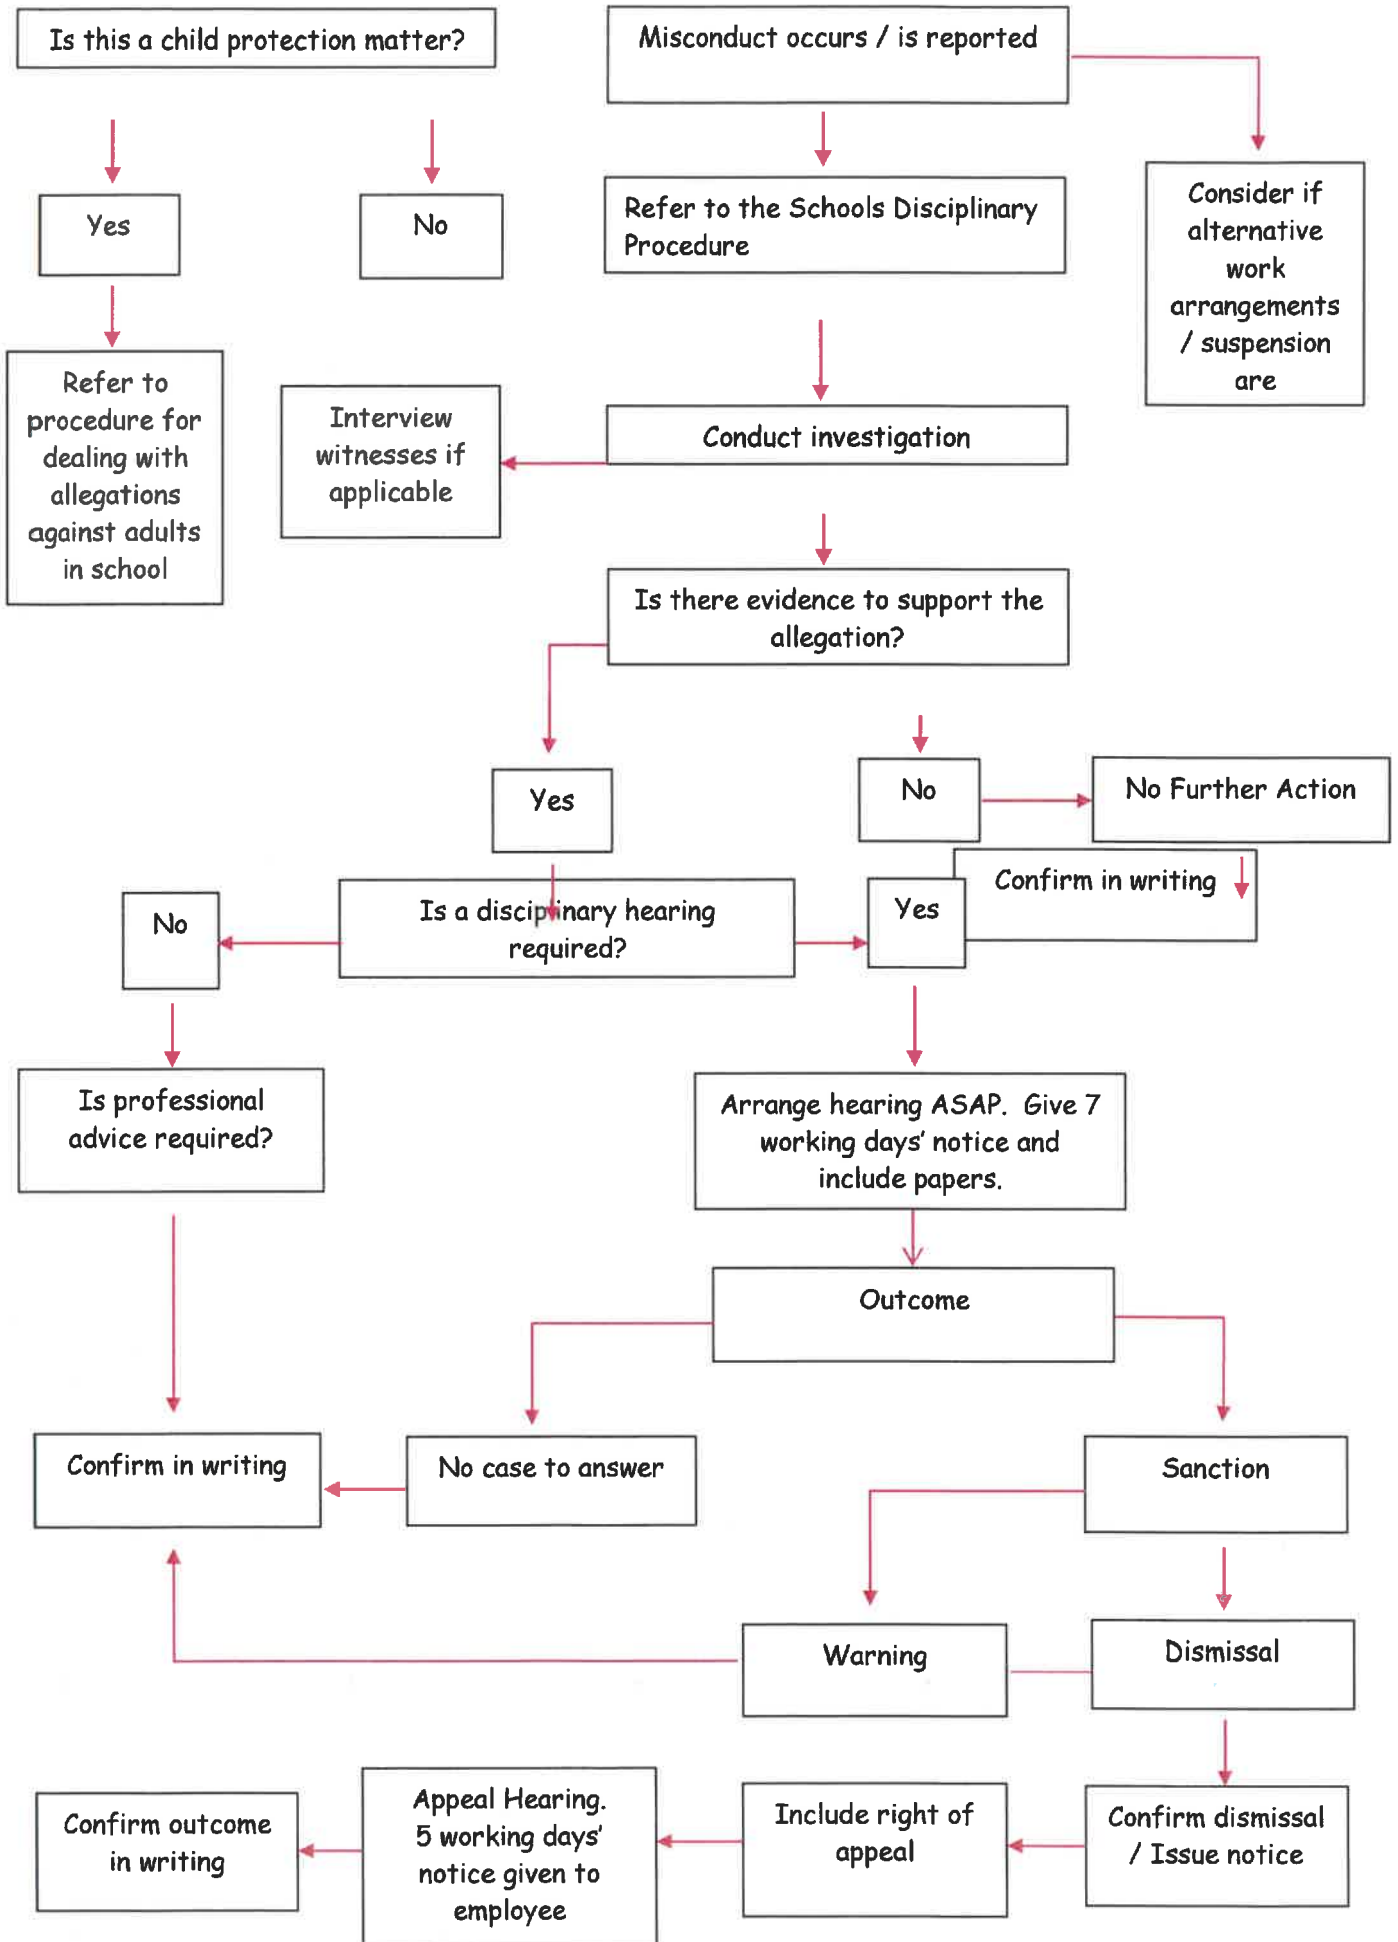 Is this a child protection matter?
Misconduct occurs / is reported
Yes
No
Refer to the Schools Disciplinary
Procedure
Consider if
alternative
work
arrangements
/ suspension
are
Refer to
procedure for
dealing with
allegations
against adults
in school
Interview
witnesses if
applicable
Conduct investigation
Is there evidence to support the
allegation?
Yes
No
No Further Action
Confirm in writing
No
Is a disciplinary hearing
required?
Yes
Is professional
advice required?
Arrange hearing ASAP. Give 7
working days' notice and
include papers.
Outcome
Confirm in writing
No case to answer
Sanction
Warning
Dismissal
Confirm outcome
in writing
Appeal Hearing.
5 working days'
notice given to
employee
Include right of
appeal
Confirm dismissal
/ Issue notice